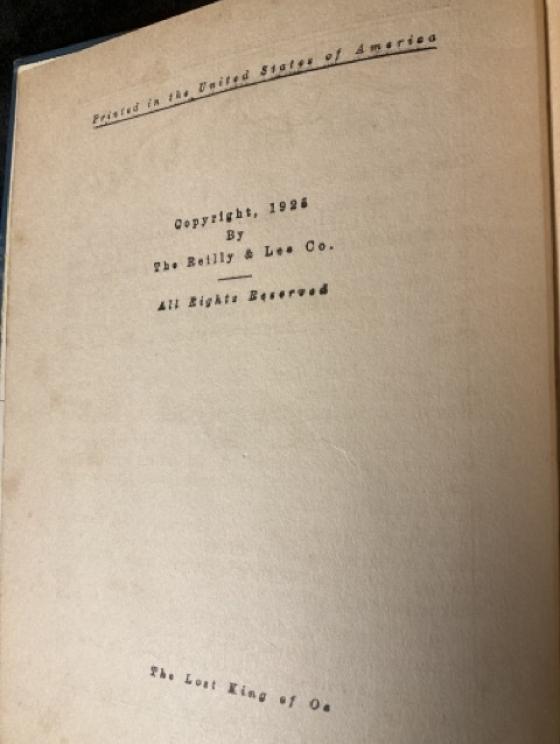 Printed in the United States of America
Copyright, 1925
By
The Reilly & Lee Co.
All Rights Reserved
The Lost King of Oz